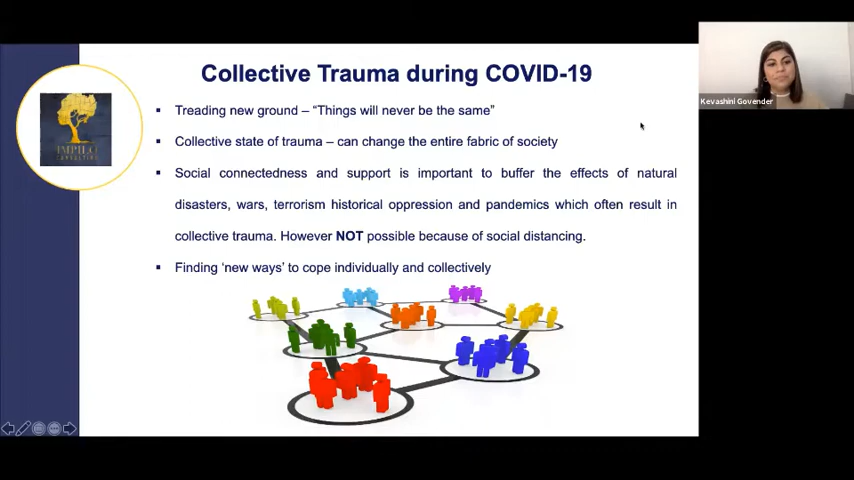 Collective Trauma during COVID-19
▪ Treading new ground – “Things will never be the same”
▪ Collective state of trauma – can change the entire fabric of society
▪ Social connectedness and support is important to buffer the effects of natural
disasters, wars, terrorism historical oppression and pandemics which often result in
collective trauma. However NOT possible because of social distancing.
▪ Finding ‘new ways’ to cope individually and collectively
IMPILO
CONSULTING
Kevashini Govender